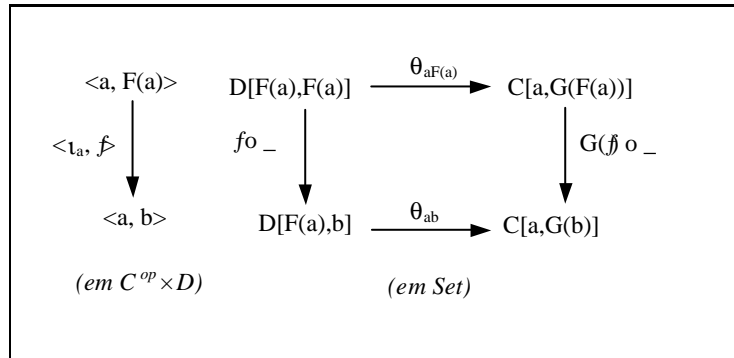 θaF(a)
<a, F(a)> D[F(a),F(a)] C[a,G(F(a))]
<ιa, f> fo _ G(f) o _
θab
<a, b> D[F(a),b] C[a,G(b)]
(em C op×D) (em Set)